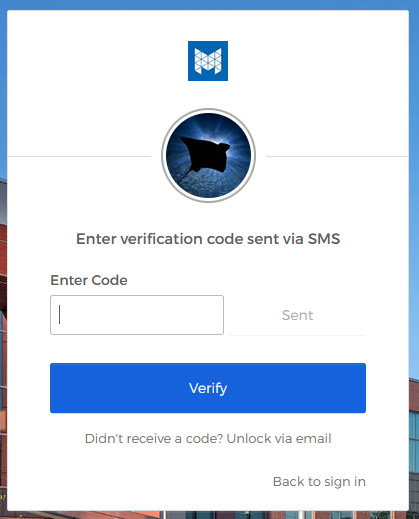 Enter verification code sent via SMS
Enter Code
Sent
Verify
Didn't receive a code? Unlock via email
Back to sign in